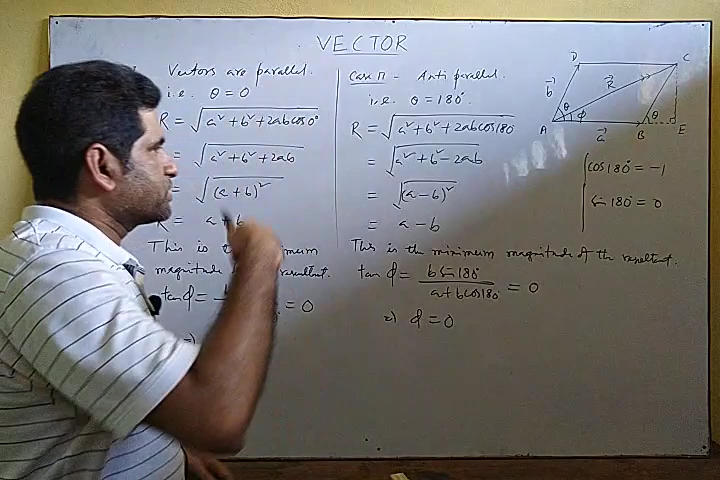 VECTOR
Vectors are parallel.
i.e. θ = 0
R = √(a² + b² + 2ab cos 0°)
= √(a² + b² + 2ab)
= √(a + b)²
R = a + b
This is the maximum
magnitude resultant.
tan φ = = 0
Case II - Anti parallel.
i.e. θ = 180°
R = √(a² + b² + 2ab cos 180°)
= √(a² + b² - 2ab)
= √(a - b)²
= a - b
This is the minimum magnitude of the resultant.
tan φ = b sin 180° / a + b cos 180° = 0
⇒ φ = 0
D C
b⃗ R⃗
θ φ θ
A a⃗ B E
cos 180° = -1
sin 180° = 0